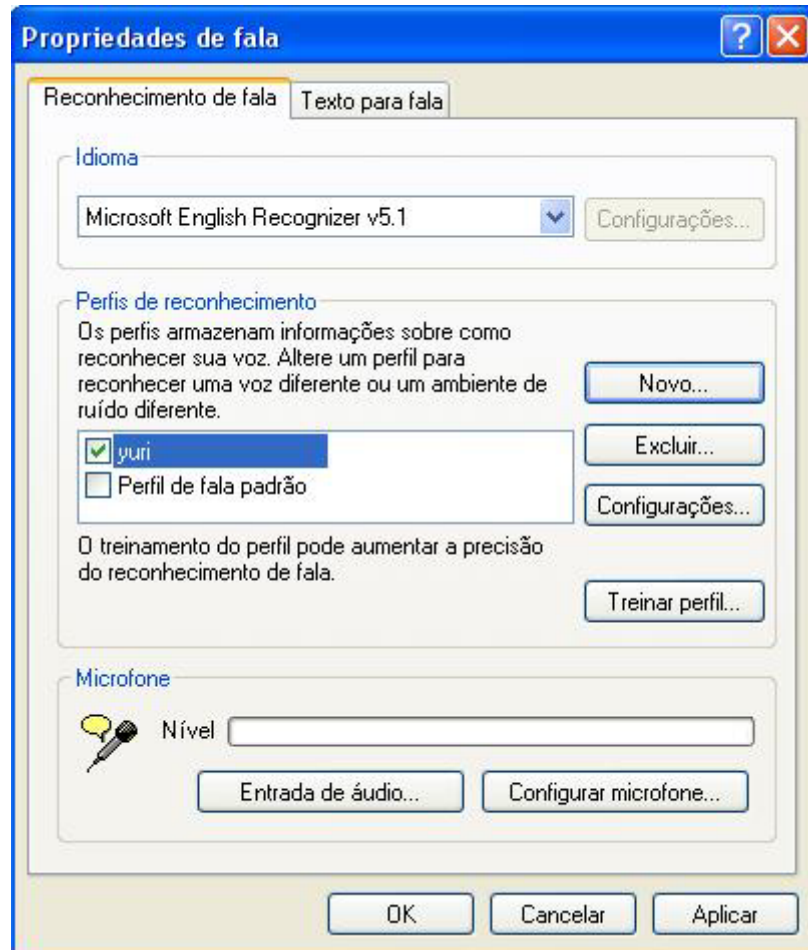 Propriedades de fala
Reconhecimento de fala
Texto para fala
Idioma
Microsoft English Recognizer v5.1
Configurações...
Perfis de reconhecimento
Os perfis armazenam informações sobre como
reconhecer sua voz. Altere um perfil para
reconhecer uma voz diferente ou um ambiente de
ruído diferente.
Novo...
yuri
Excluir...
Perfil de fala padrão
Configurações...
O treinamento do perfil pode aumentar a precisão
do reconhecimento de fala.
Treinar perfil...
Microfone
Nível
Entrada de áudio...
Configurar microfone...
OK
Cancelar
Aplicar